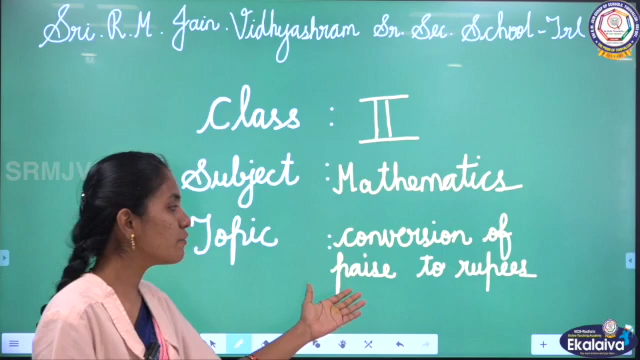 Sri. R. M. Jain Vidhyashram Sr. Sec. School - Trl
Class : II
SRMJV
Subject : Mathematics
Topic : conversion of
paise to rupees
Ekalaiva